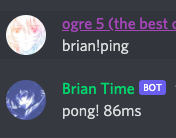 ogre 5 (the best o
brian!ping
Brian Time BOT
pong! 86ms